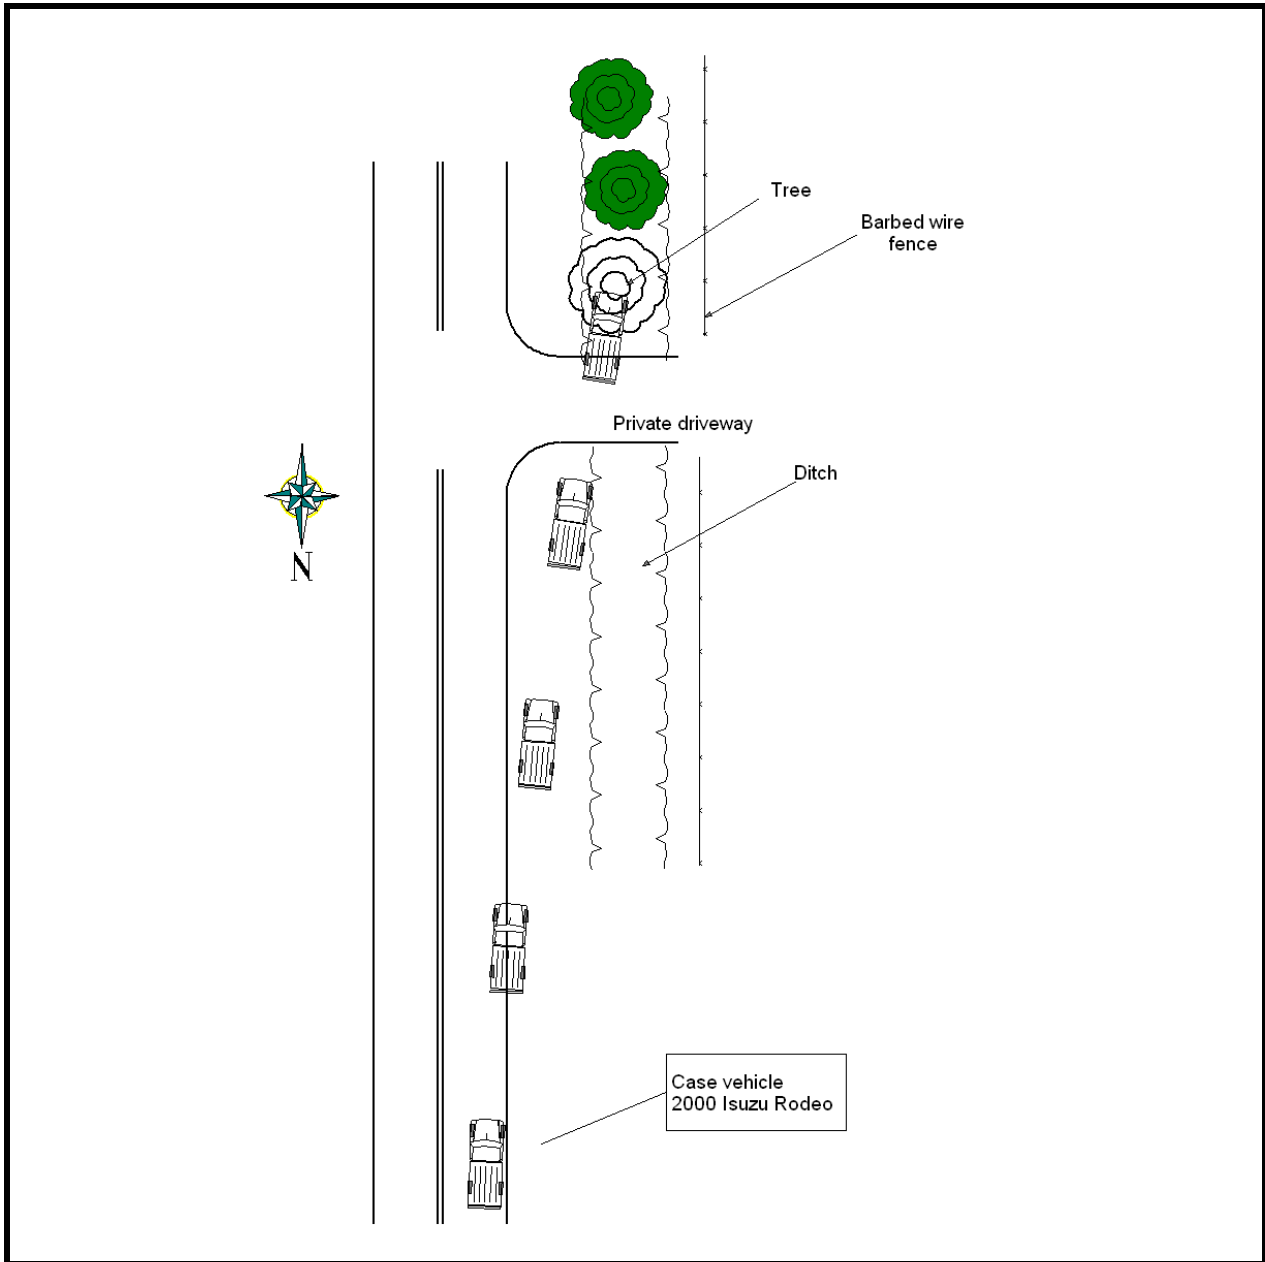 Tree
Barbed wire
fence
Private driveway
Ditch
N
Case vehicle
2000 Isuzu Rodeo